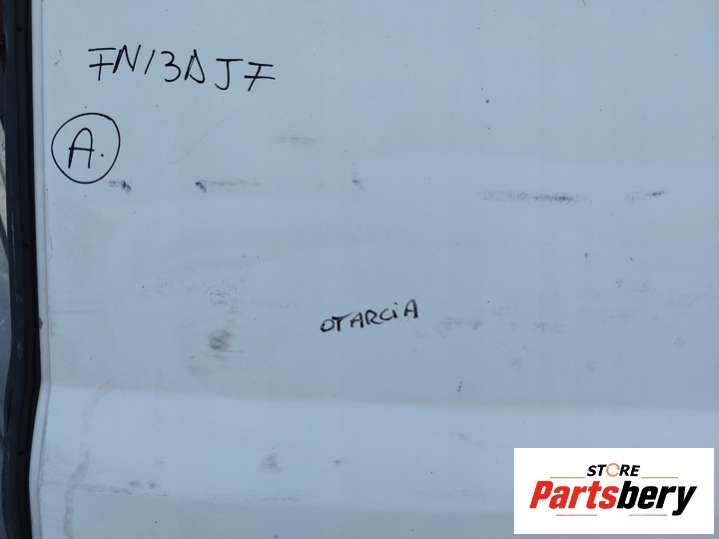 FN13DJF
A.
OTARCiA
STORE
Partsbery